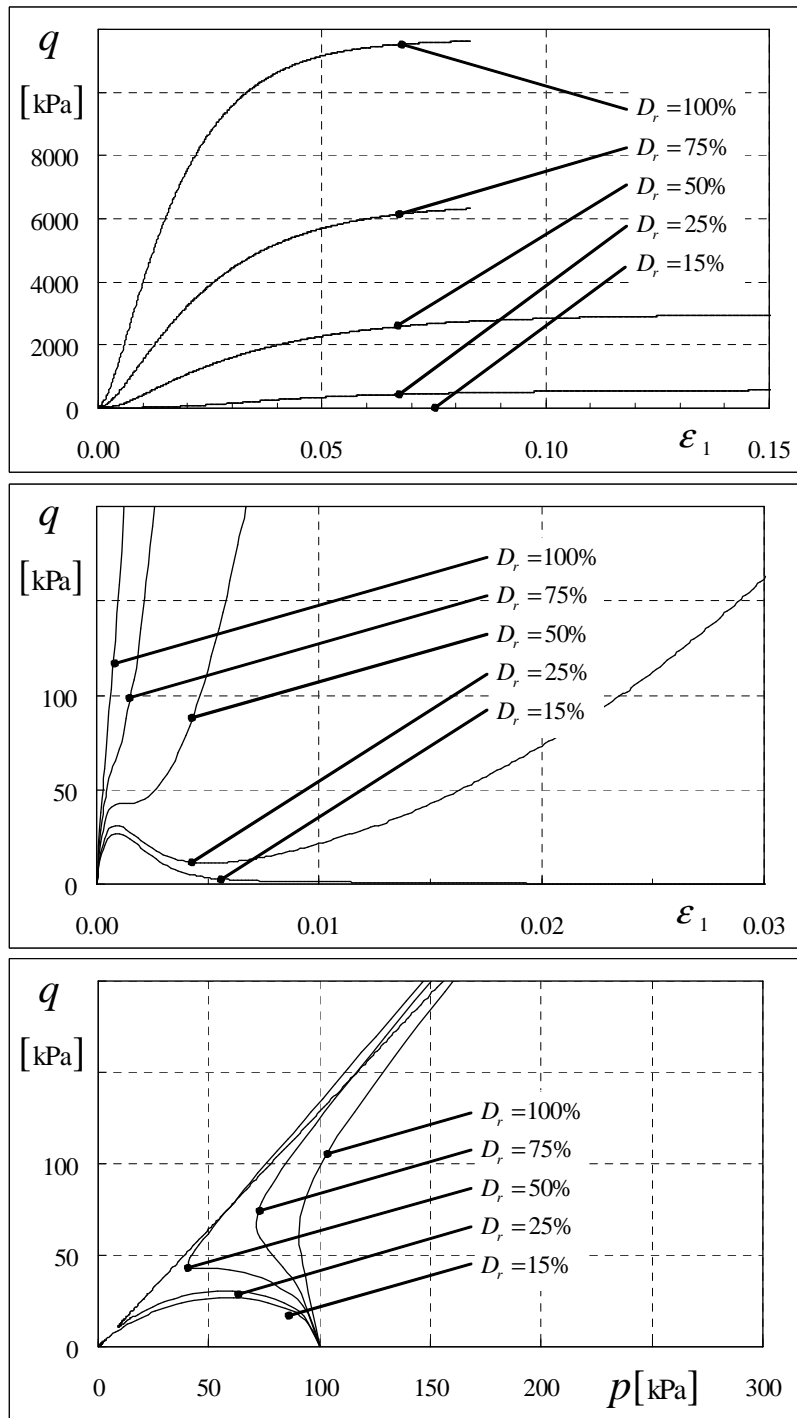 q
[kPa]
8000
6000
4000
2000
0
D_r =100%
D_r =75%
D_r =50%
D_r =25%
D_r =15%
0.00 0.05 0.10 ε_1 0.15
q
[kPa]
100
50
0
D_r =100%
D_r =75%
D_r =50%
D_r =25%
D_r =15%
0.00 0.01 0.02 ε_1 0.03
q
[kPa]
100
50
0
D_r =100%
D_r =75%
D_r =50%
D_r =25%
D_r =15%
0 50 100 150 200 p[kPa] 300